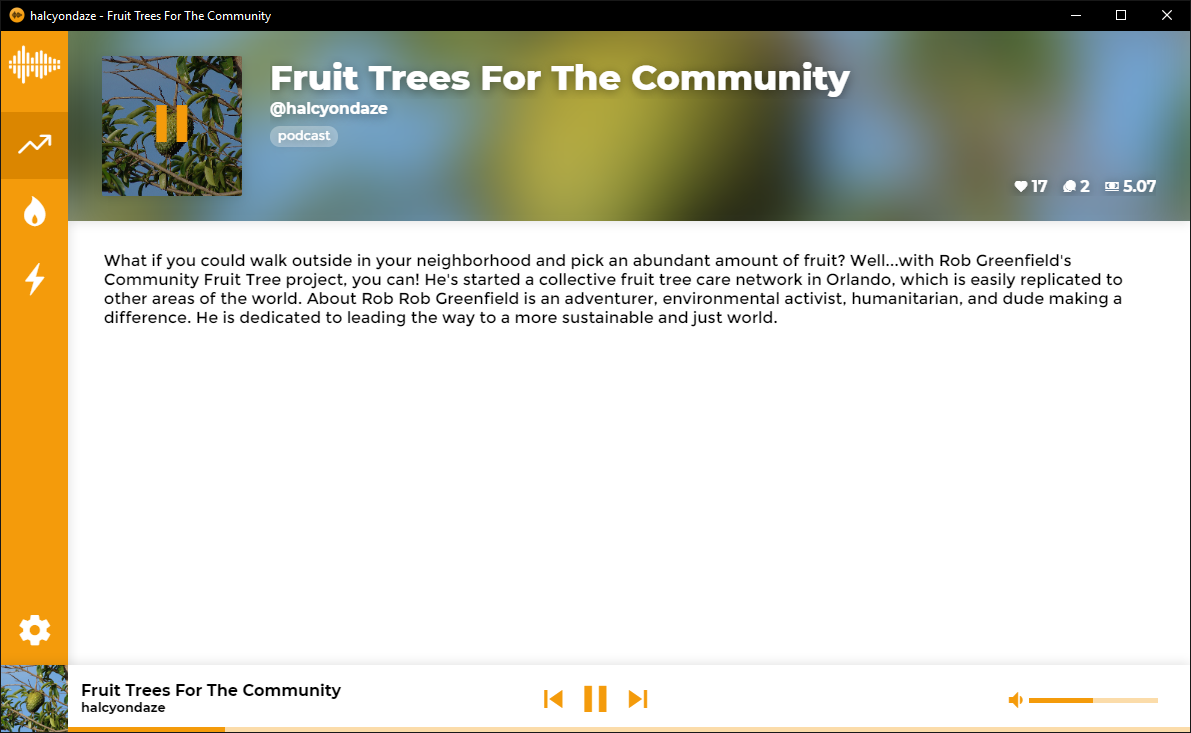 halcyondaze - Fruit Trees For The Community
Fruit Trees For The Community
@halcyondaze
podcast
17 2 5.07
What if you could walk outside in your neighborhood and pick an abundant amount of fruit? Well...with Rob Greenfield's
Community Fruit Tree project, you can! He's started a collective fruit tree care network in Orlando, which is easily replicated to
other areas of the world. About Rob Rob Greenfield is an adventurer, environmental activist, humanitarian, and dude making a
difference. He is dedicated to leading the way to a more sustainable and just world.
Fruit Trees For The Community
halcyondaze